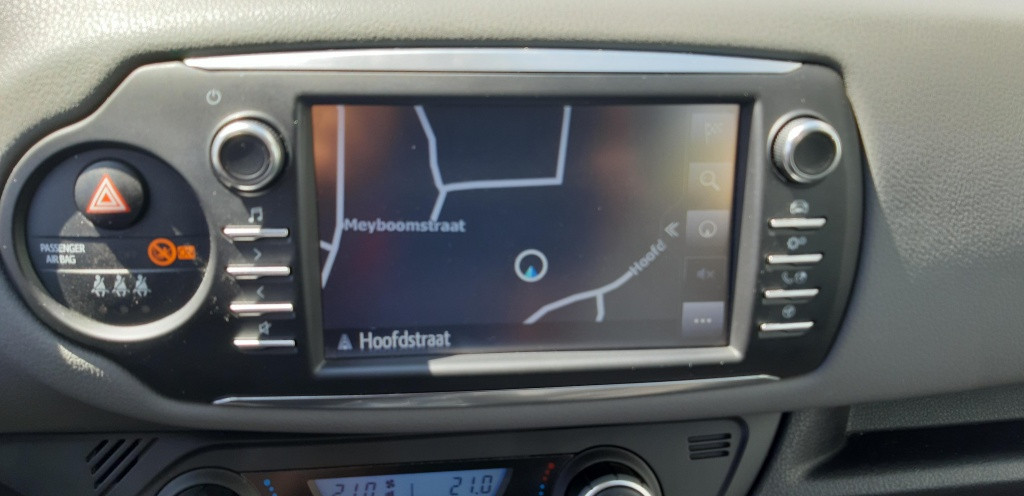 PASSENGER
AIR BAG
Meyboomstraat
Hoofd
Hoofdstraat
21.0
21.0